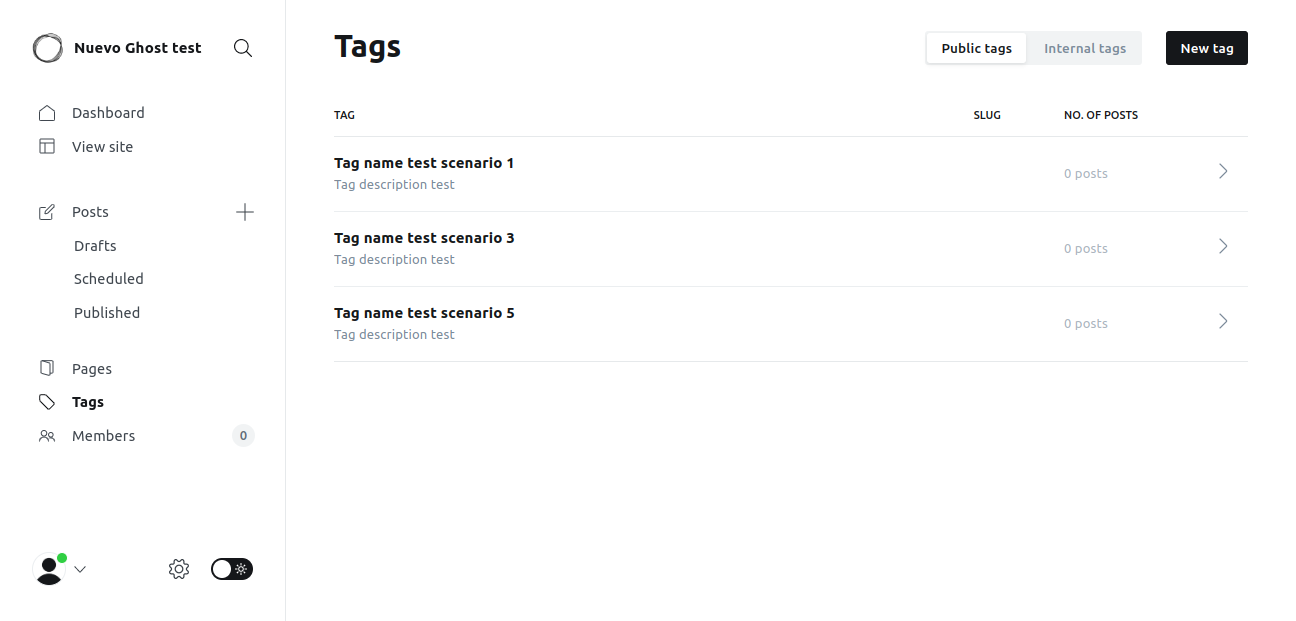 Nuevo Ghost test
Dashboard
View site
Posts
Drafts
Scheduled
Published
Pages
Tags
Members 0
Tags
Public tags Internal tags New tag
TAG SLUG NO. OF POSTS
Tag name test scenario 1
Tag description test
0 posts
Tag name test scenario 3
Tag description test
0 posts
Tag name test scenario 5
Tag description test
0 posts